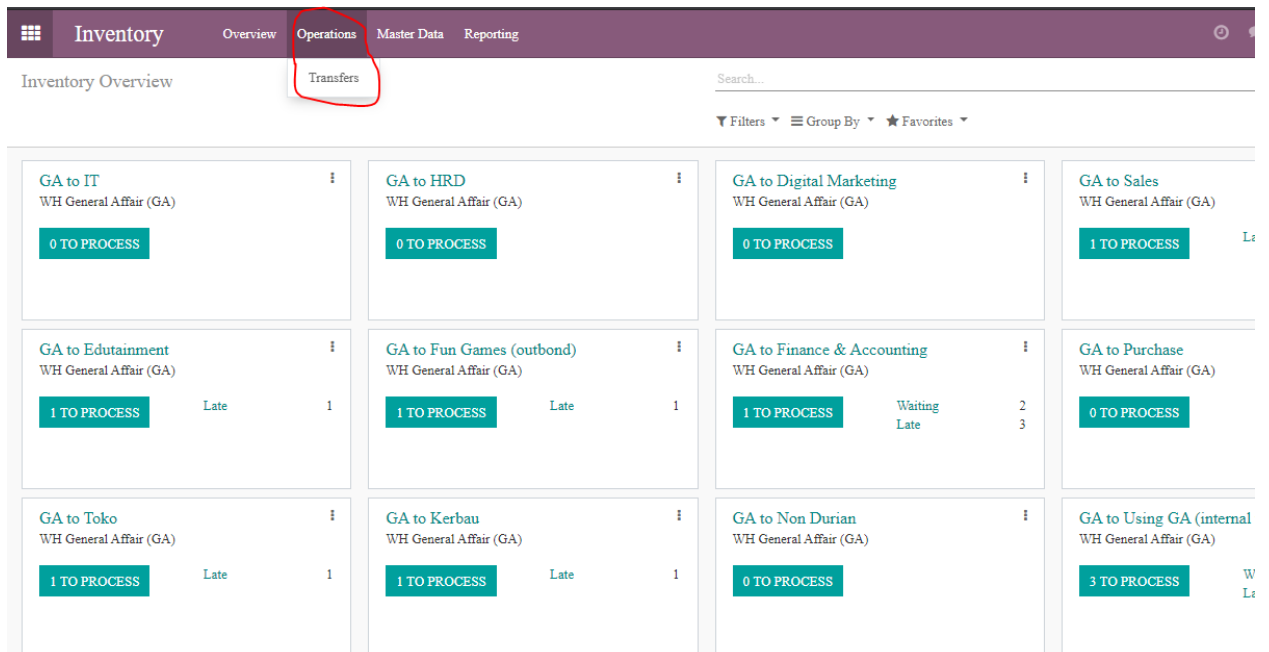 Inventory Overview Operations Master Data Reporting
Transfers
Inventory Overview
Search...
Filters Group By Favorites
GA to IT
WH General Affair (GA)
0 TO PROCESS
GA to HRD
WH General Affair (GA)
0 TO PROCESS
GA to Digital Marketing
WH General Affair (GA)
0 TO PROCESS
GA to Sales
WH General Affair (GA)
1 TO PROCESS
GA to Edutainment
WH General Affair (GA)
1 TO PROCESS Late 1
GA to Fun Games (outbond)
WH General Affair (GA)
1 TO PROCESS Late 1
GA to Finance & Accounting
WH General Affair (GA)
1 TO PROCESS Waiting 2
Late 3
GA to Purchase
WH General Affair (GA)
0 TO PROCESS
GA to Toko
WH General Affair (GA)
1 TO PROCESS Late 1
GA to Kerbau
WH General Affair (GA)
1 TO PROCESS Late 1
GA to Non Durian
WH General Affair (GA)
0 TO PROCESS
GA to Using GA (internal
WH General Affair (GA)
3 TO PROCESS